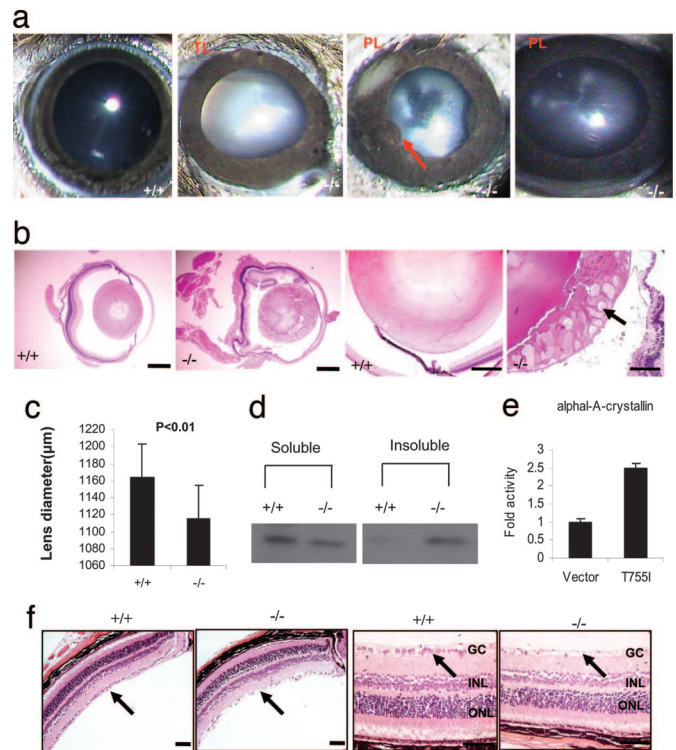 a
TL
PL
PL
+/+
-/-
-/-
-/-
b
+/+
-/-
+/+
-/-
c
P<0.01
Lens diameter(µm)
1220
1200
1180
1160
1140
1120
1100
1080
1060
+/+
-/-
d
Soluble
Insoluble
+/+
-/-
+/+
-/-
e
alphal-A-crystallin
Fold activity
3
2.5
2
1.5
1
0.5
0
Vector
T755I
f
+/+
-/-
+/+
-/-
GC
INL
ONL
GC
INL
ONL